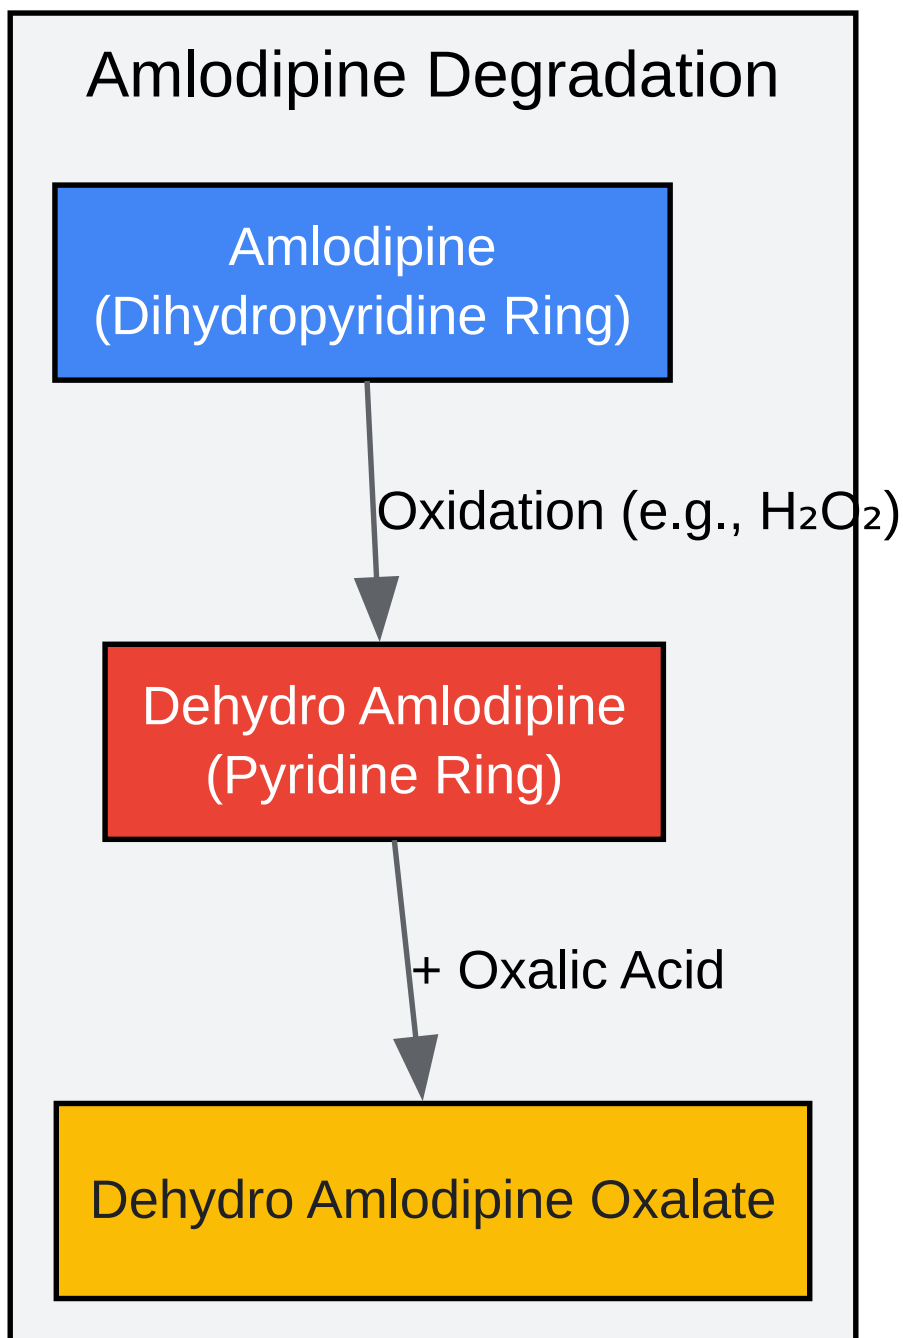 Amlodipine Degradation
Amlodipine
(Dihydropyridine Ring)
Oxidation (e.g., H₂O₂)
Dehydro Amlodipine
(Pyridine Ring)
+ Oxalic Acid
Dehydro Amlodipine Oxalate